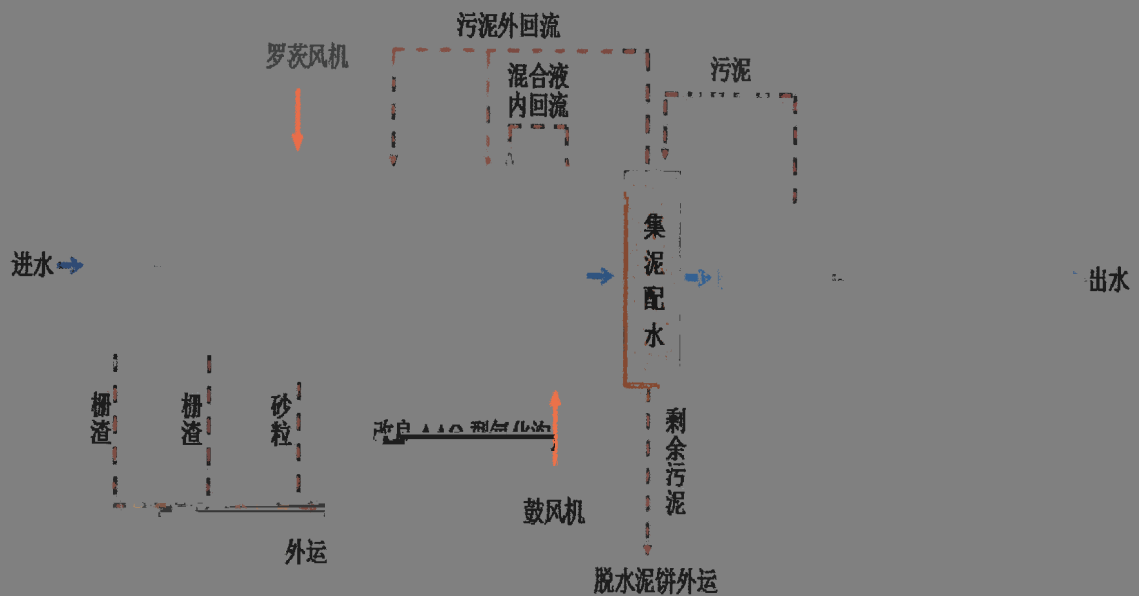 污泥外回流
罗茨风机
混合液
内回流
污泥
集泥配水
进水
出水
栅渣
栅渣
砂粒
剩余污泥
鼓风机
外运
脱水泥饼外运